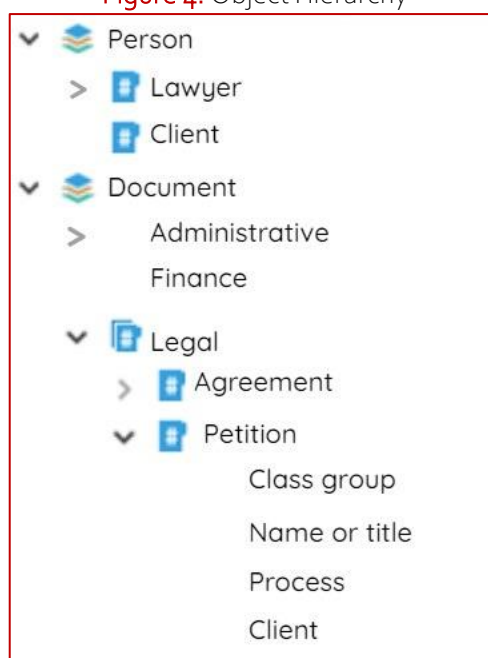 Figure 4. Object Hierarchy
Person
Lawyer
Client
Document
Administrative
Finance
Legal
Agreement
Petition
Class group
Name or title
Process
Client